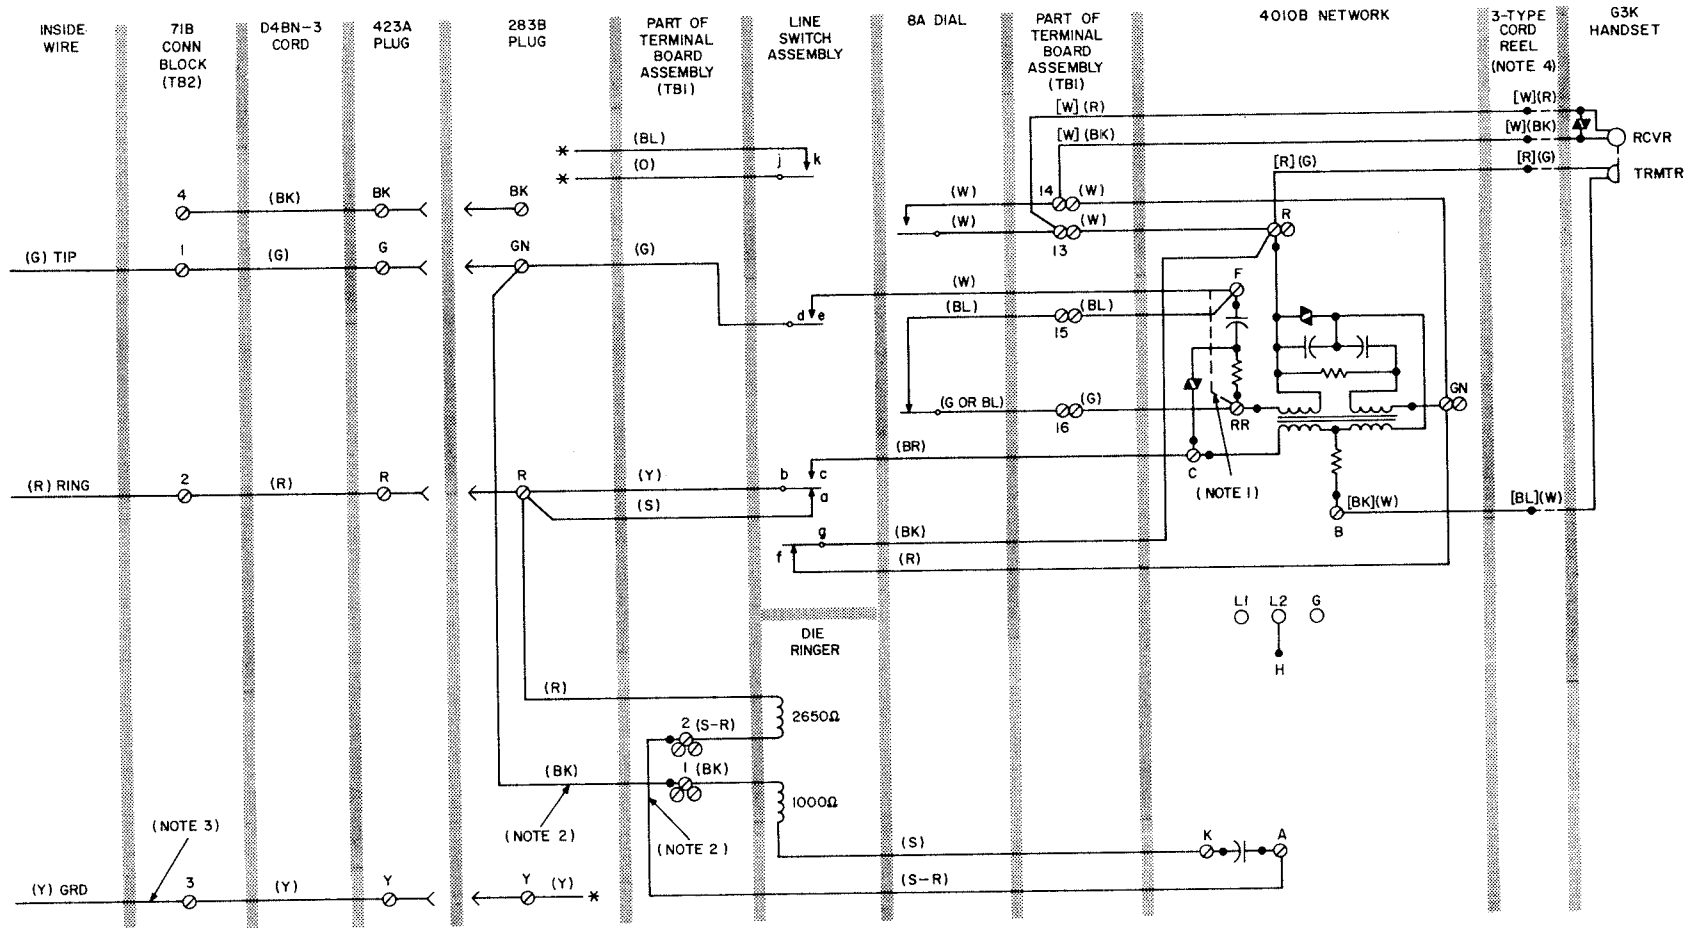 INSIDE
WIRE
71B
CONN
BLOCK
(TB2)
D4BN-3
CORD
423A
PLUG
283B
PLUG
PART OF
TERMINAL
BOARD
ASSEMBLY
(TB1)
LINE
SWITCH
ASSEMBLY
8A DIAL
PART OF
TERMINAL
BOARD
ASSEMBLY
(TB1)
4010B NETWORK
3-TYPE
CORD
REEL
(NOTE 4)
G3K
HANDSET
[W](R)
[W](R)
[W](BK)
[W](BK)
RCVR
(BL)
*
j
k
(O)
*
[R](G)
[R](G)
TRMTR
4
(BK)
BK
BK
(W)
14
(W)
(W)
13
(W)
R
(G) TIP
1
(G)
G
GN
(G)
d
e
(W)
F
(BL)
15
(BL)
(G OR BL)
16
(G)
RR
GN
(NOTE 1)
(BR)
C
(R) RING
2
(R)
R
R
(Y)
b
c
a
(S)
[BK](W)
B
[BL](W)
f
g
(BK)
(R)
L1
L2
G
H
DIE
RINGER
(R)
2650Ω
2
(S-R)
1
(BK)
(BK)
1000Ω
(NOTE 2)
(NOTE 2)
(NOTE 3)
(S)
K
A
(S-R)
(Y) GRD
3
(Y)
Y
Y
(Y)
*